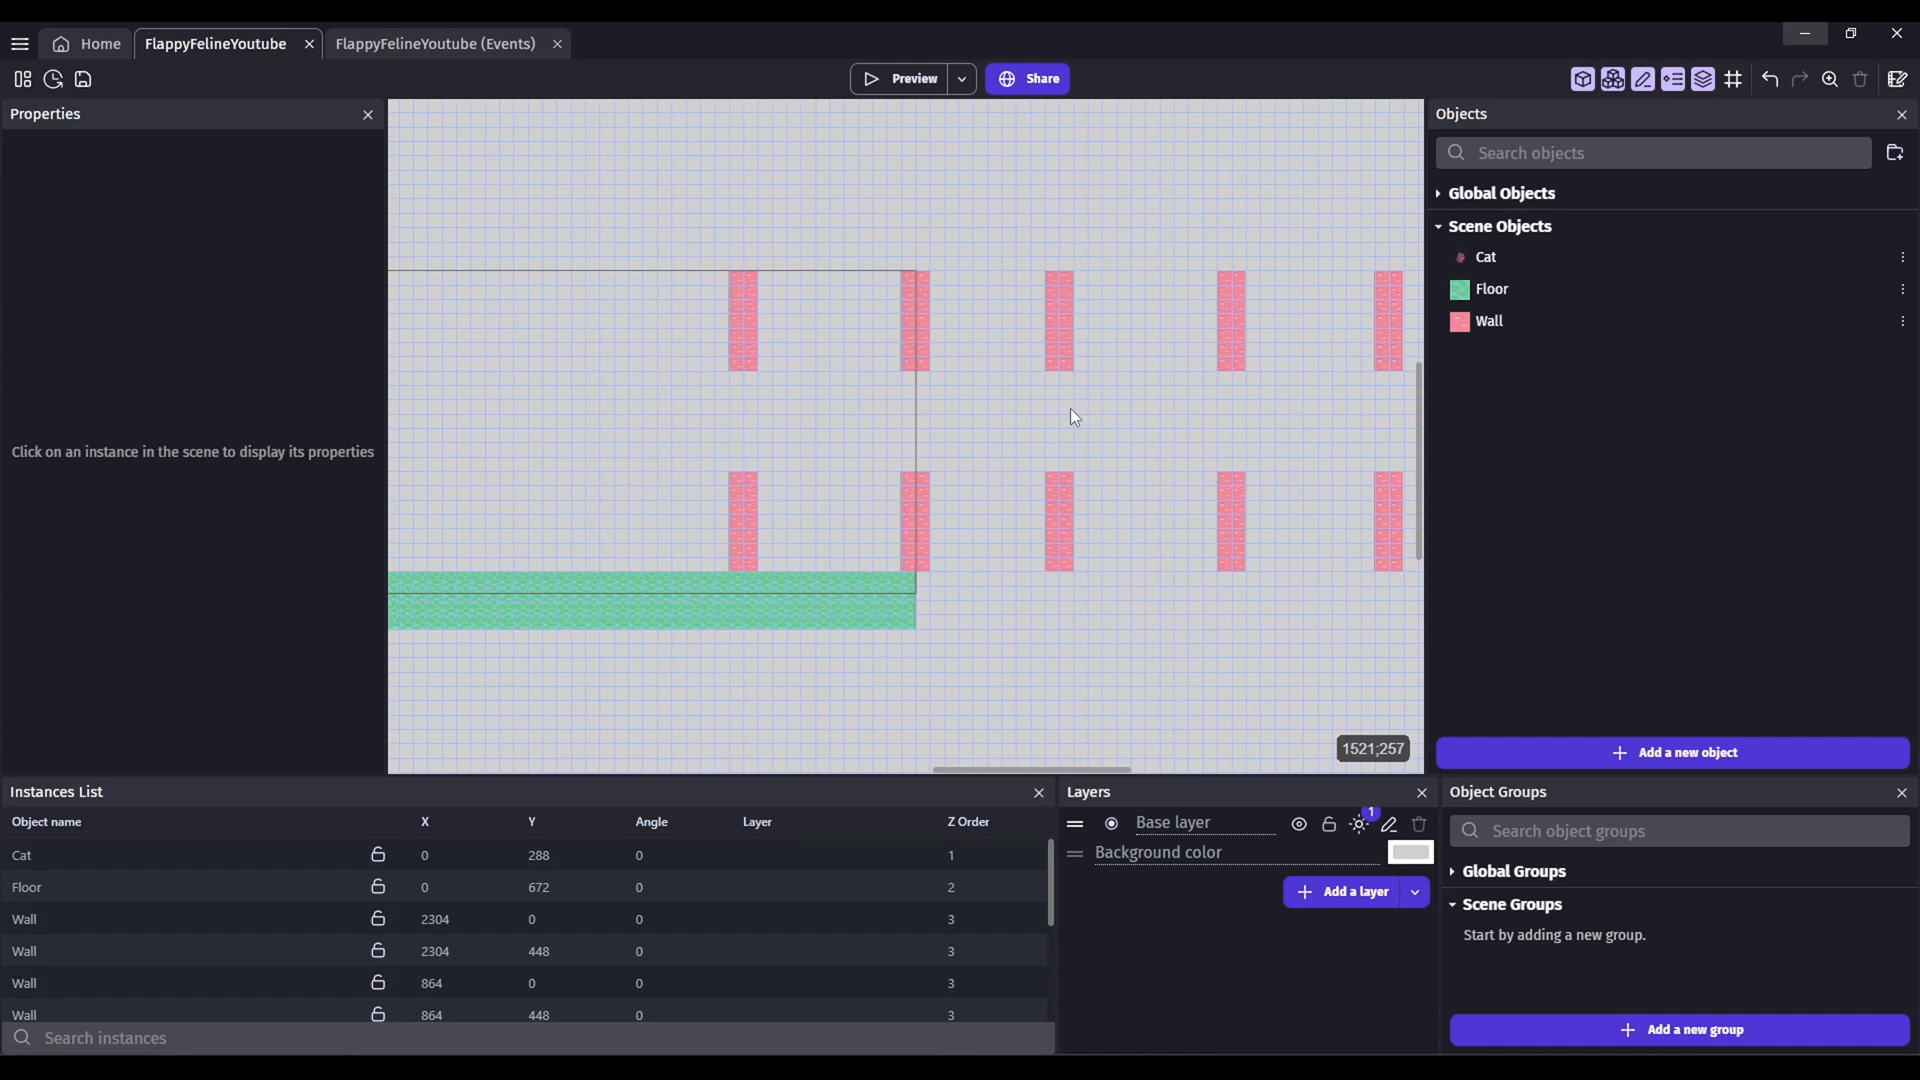 Home
FlappyFelineYoutube
FlappyFelineYoutube (Events)
Preview
Share
Properties
Click on an instance in the scene to display its properties
1521;257
Objects
Search objects
Global Objects
Scene Objects
Cat
Floor
Wall
Add a new object
Instances List
Object name X Y Angle Layer Z Order
Cat 0 288 0 1
Floor 0 672 0 2
Wall 2304 0 0 3
Wall 2304 448 0 3
Wall 864 0 0 3
Wall 864 448 0 3
Search instances
Layers
1
Base layer
Background color
Add a layer
Object Groups
Search object groups
Global Groups
Scene Groups
Start by adding a new group.
Add a new group